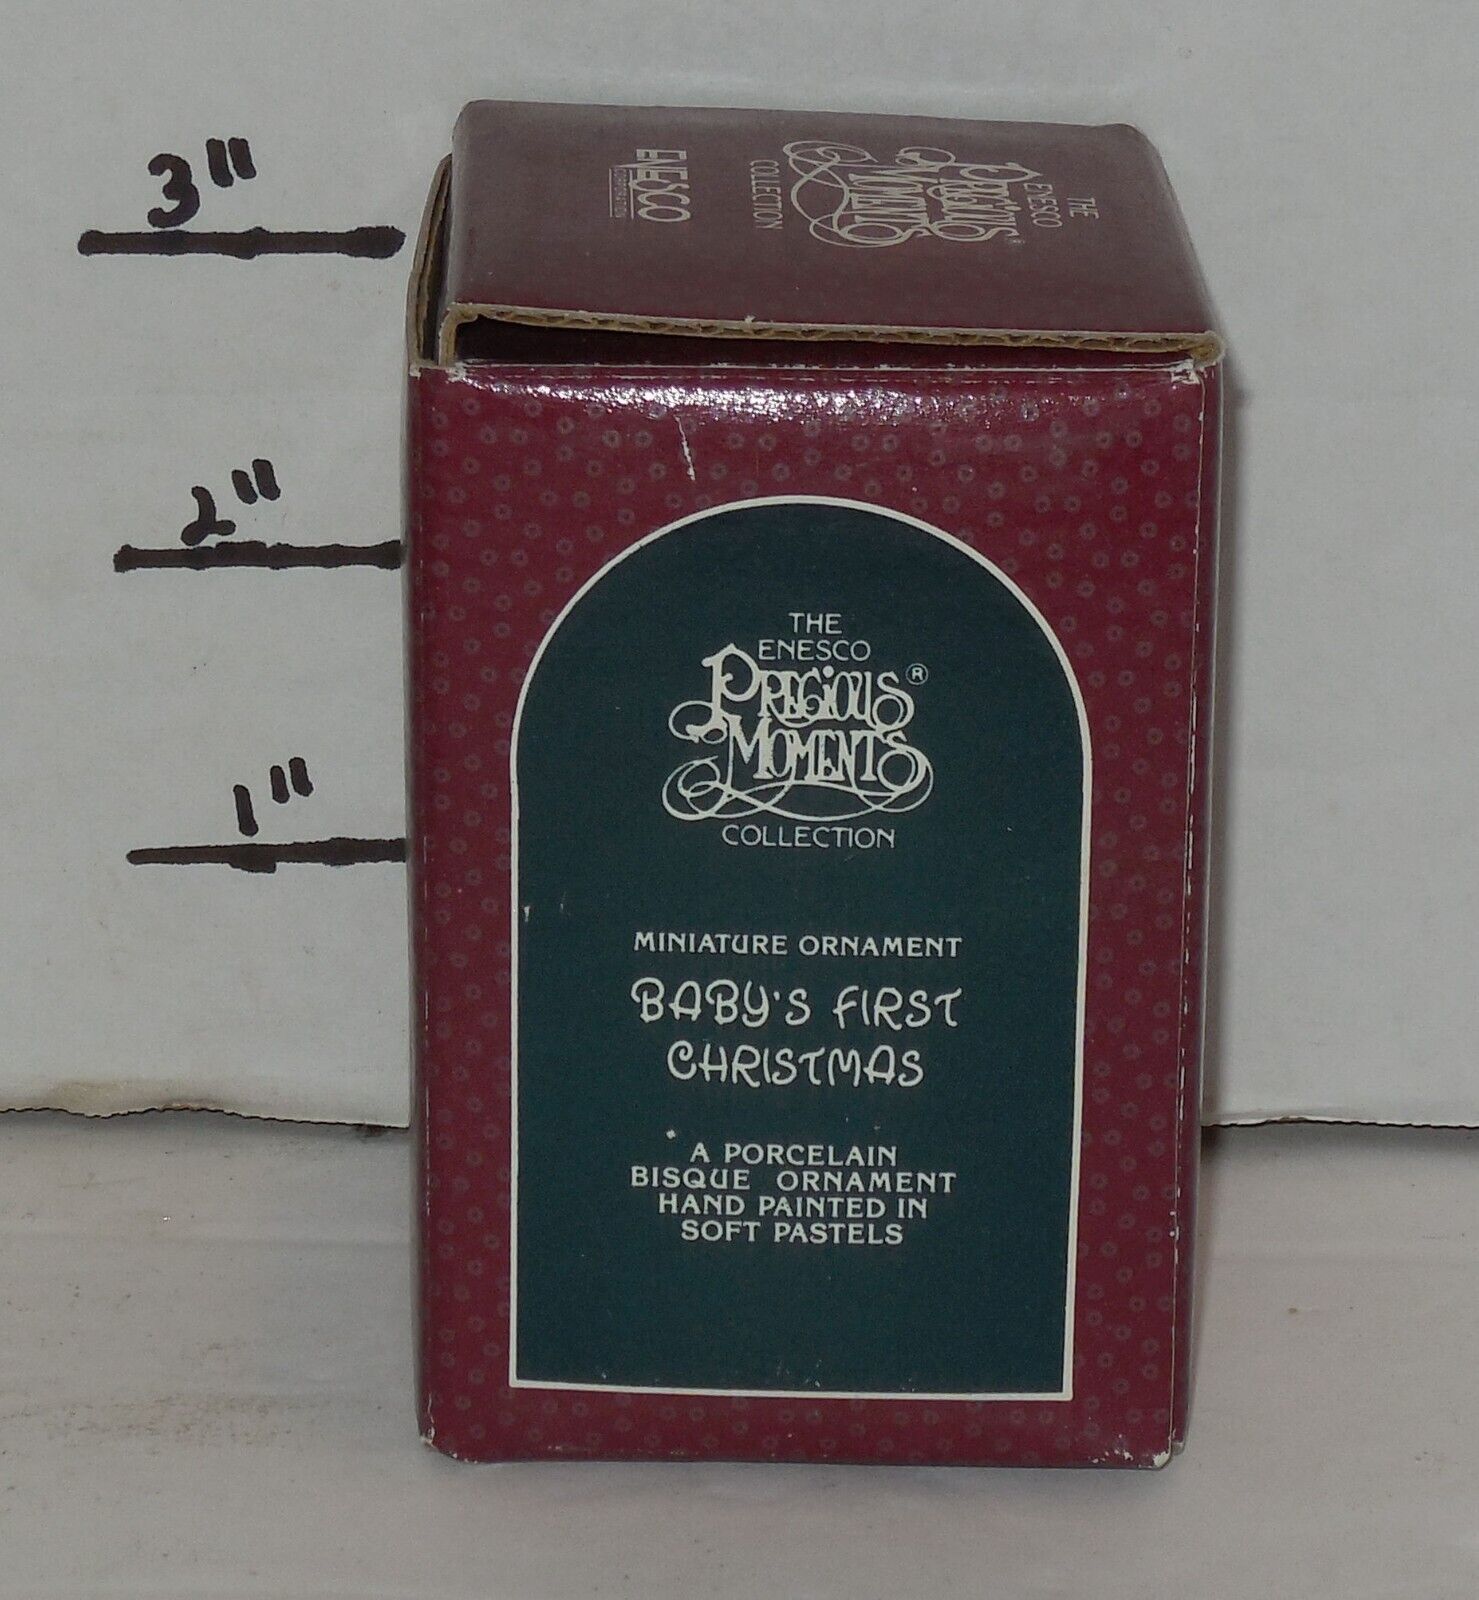 3"
2"
1"
THE
ENESCO
PRECIOUS
MOMENTS
COLLECTION
ENESCO
CORPORATION
THE
ENESCO
PRECIOUS®
MOMENTS
COLLECTION
MINIATURE ORNAMENT
BABY'S FIRST
CHRISTMAS
A PORCELAIN
BISQUE ORNAMENT
HAND PAINTED IN
SOFT PASTELS